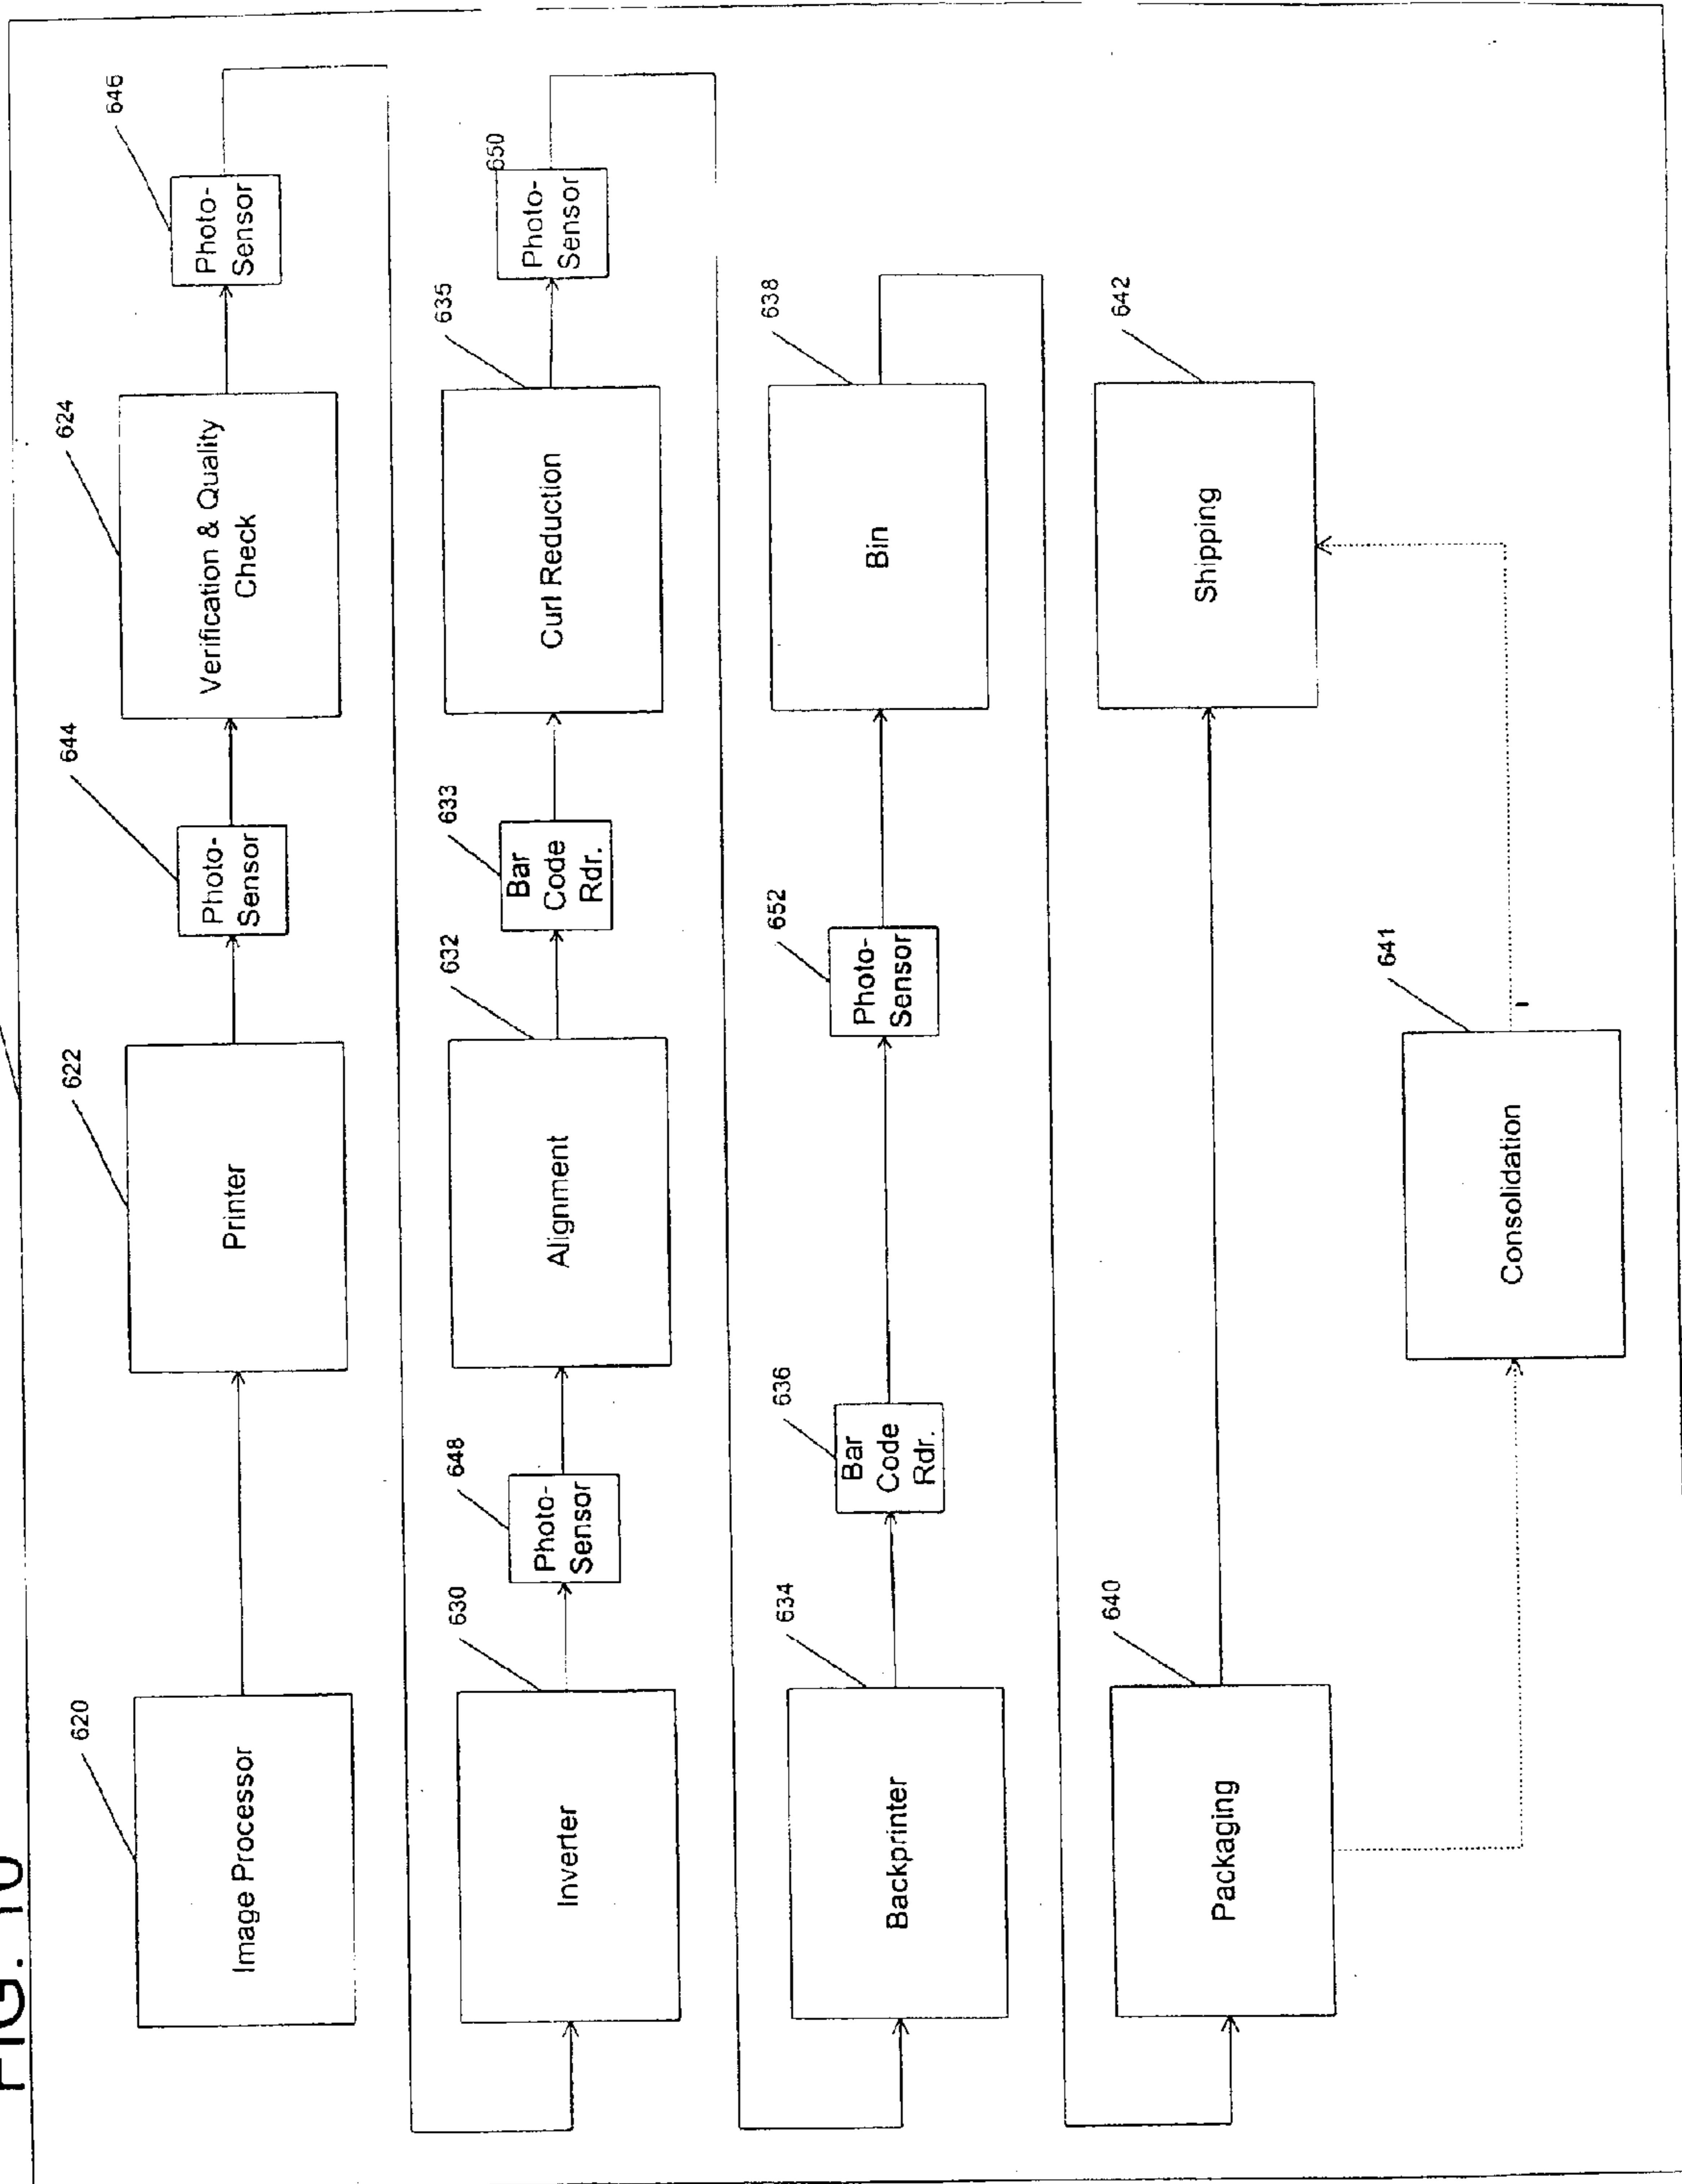 620
Image Processor
622
Printer
644
Photo-
Sensor
624
Verification & Quality
Check
646
Photo-
Sensor
630
Inverter
648
Photo-
Sensor
632
Alignment
633
Bar
Code
Rdr.
635
Curl Reduction
650
Photo-
Sensor
634
Backprinter
636
Bar
Code
Rdr.
652
Photo-
Sensor
638
Bin
640
Packaging
642
Shipping
641
Consolidation